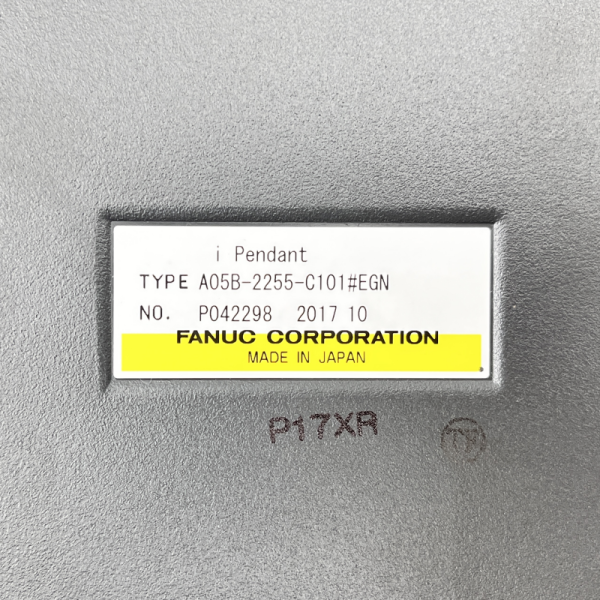 i Pendant
TYPE A05B-2255-C101#EGN
NO. P042298 2017 10
FANUC CORPORATION
MADE IN JAPAN
P17XR